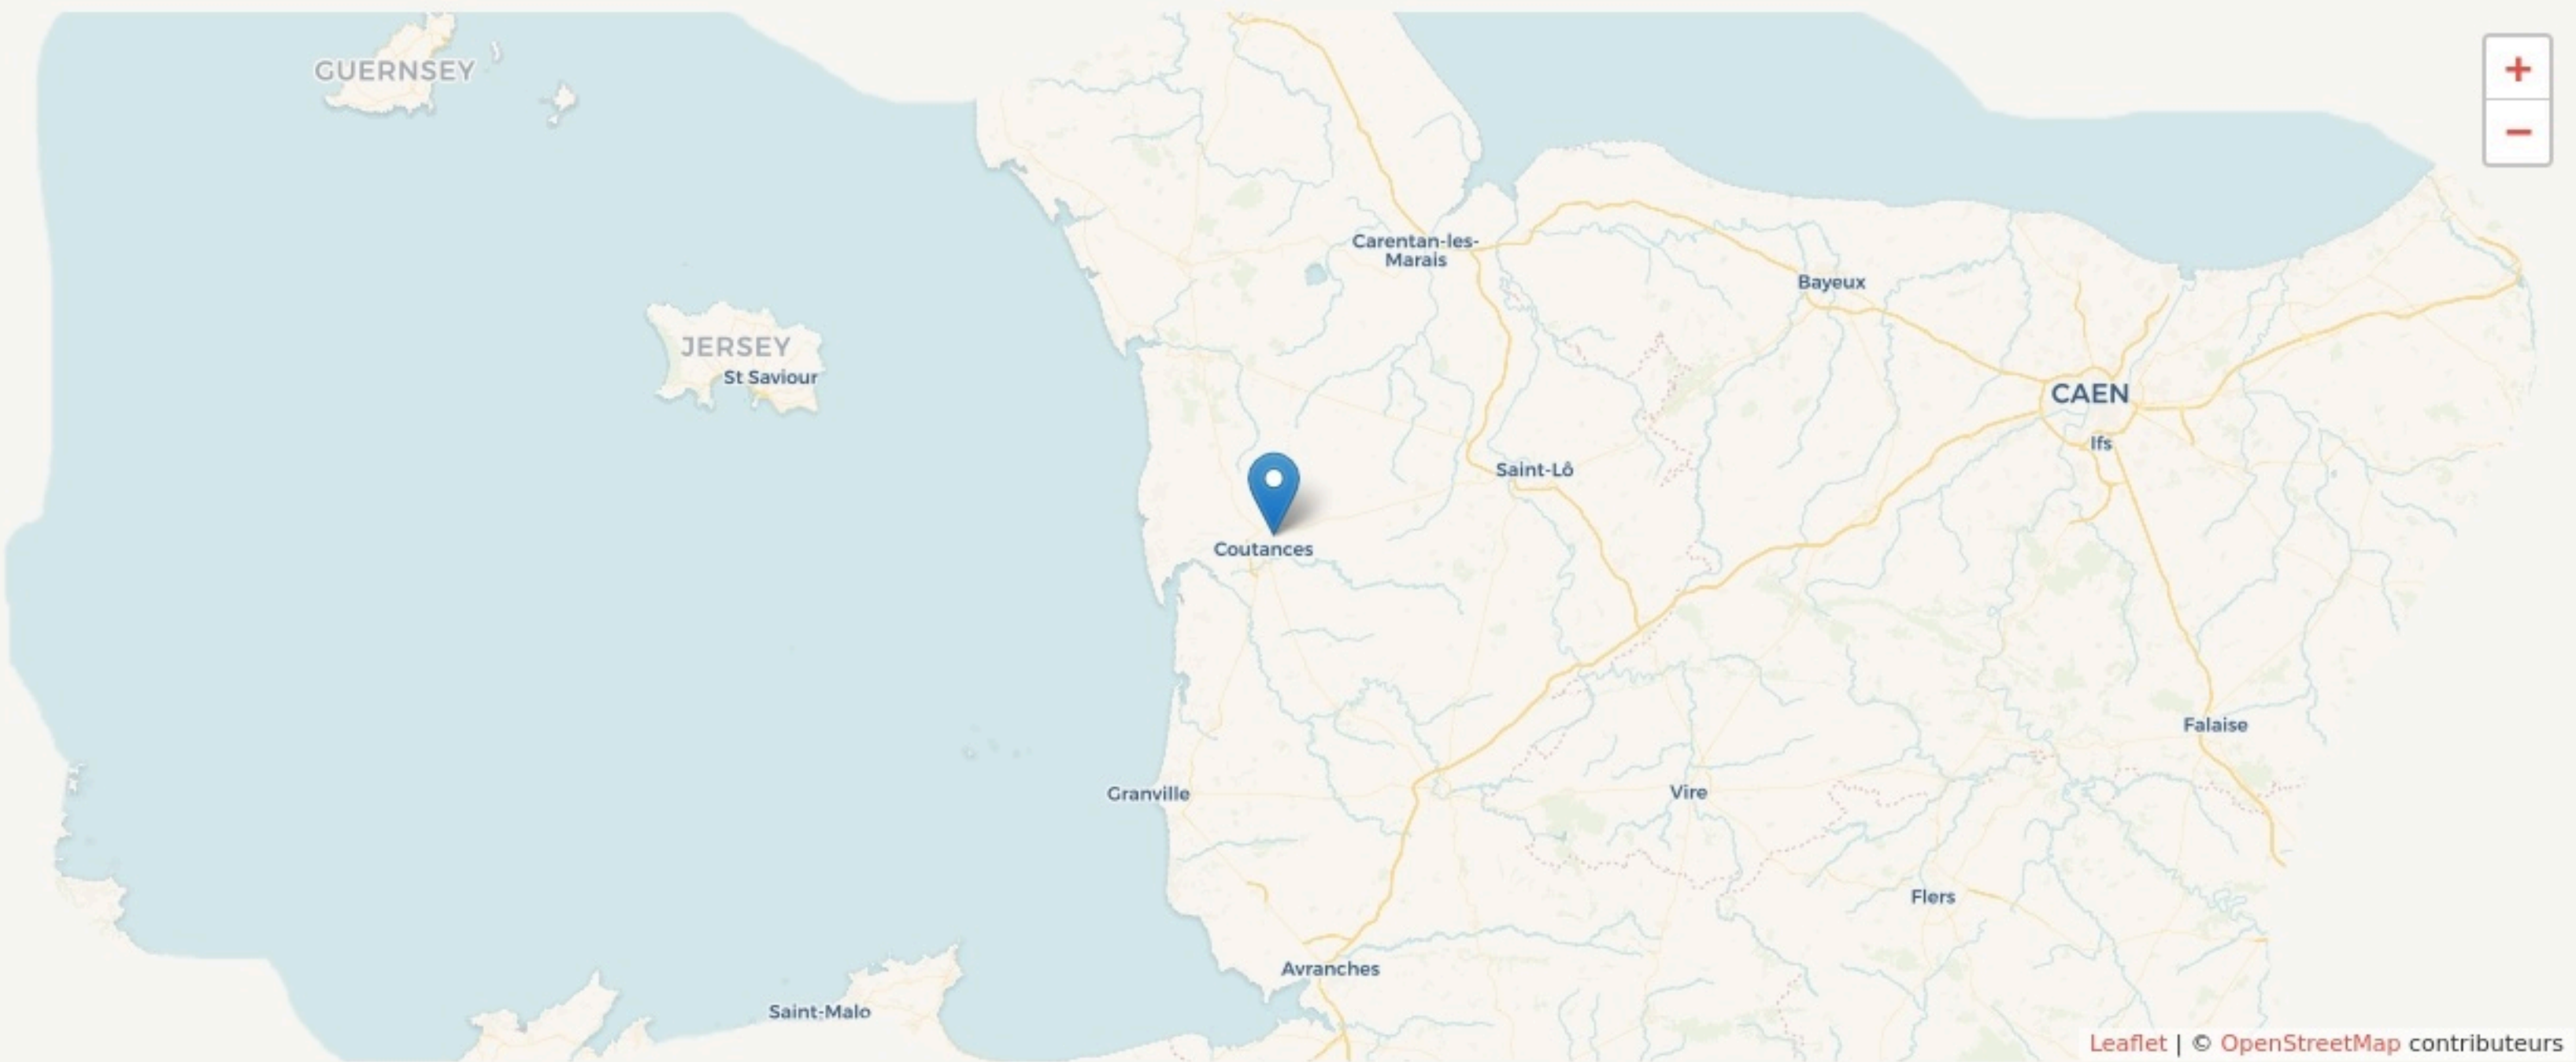 GUERNSEY
+
−
Carentan-les-
Marais
Bayeux
JERSEY
St Saviour
CAEN
Ifs
Saint-Lô
Coutances
Falaise
Granville
Vire
Flers
Avranches
Saint-Malo
Leaflet | © OpenStreetMap contributeurs